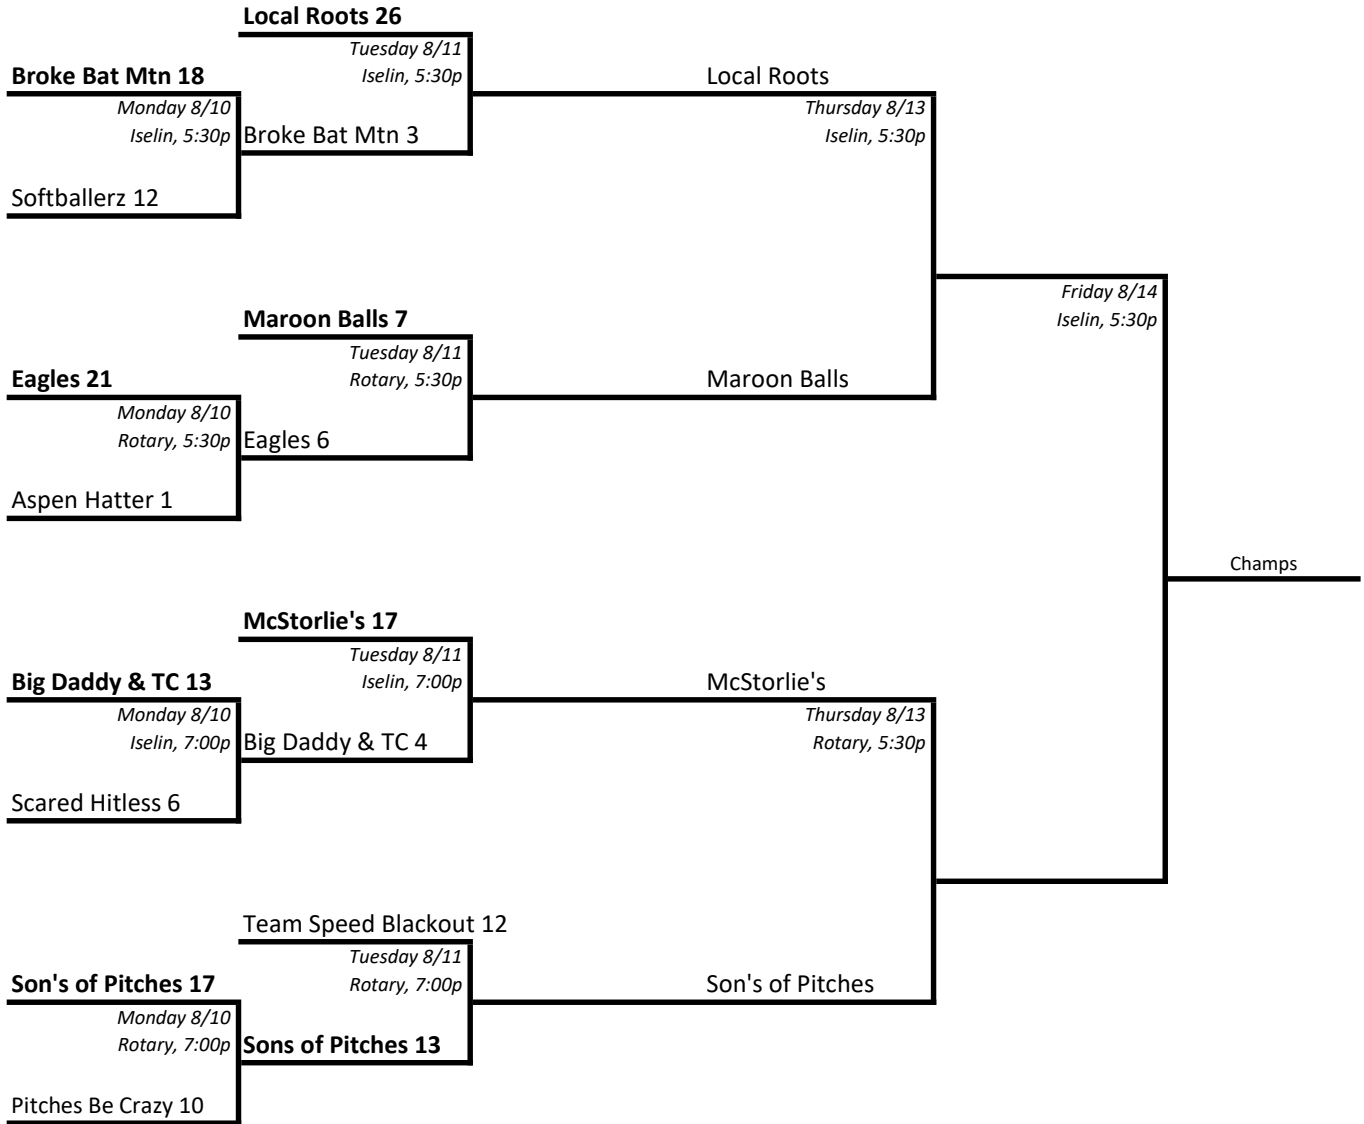 Local Roots 26
Tuesday 8/11
Broke Bat Mtn 18
Iselin, 5:30p
Local Roots
Monday 8/10
Thursday 8/13
Iselin, 5:30p
Broke Bat Mtn 3
Iselin, 5:30p
Softballerz 12
Friday 8/14
Maroon Balls 7
Iselin, 5:30p
Tuesday 8/11
Eagles 21
Rotary, 5:30p
Maroon Balls
Monday 8/10
Rotary, 5:30p
Eagles 6
Aspen Hatter 1
Champs
McStorlie's 17
Tuesday 8/11
Big Daddy & TC 13
Iselin, 7:00p
McStorlie's
Monday 8/10
Thursday 8/13
Iselin, 7:00p
Big Daddy & TC 4
Rotary, 5:30p
Scared Hitless 6
Team Speed Blackout 12
Tuesday 8/11
Son's of Pitches 17
Rotary, 7:00p
Son's of Pitches
Monday 8/10
Rotary, 7:00p
Sons of Pitches 13
Pitches Be Crazy 10